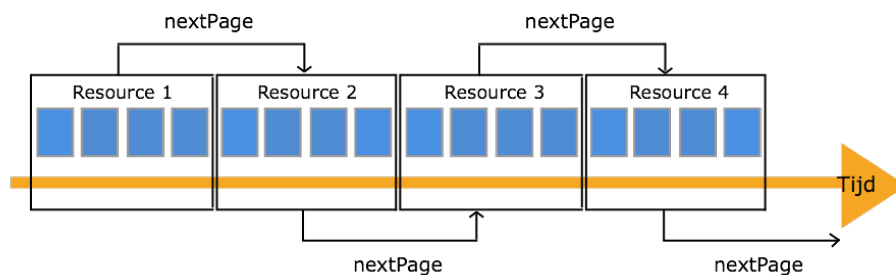 nextPage
nextPage
Resource 1
Resource 2
Resource 3
Resource 4
Tijd
nextPage
nextPage